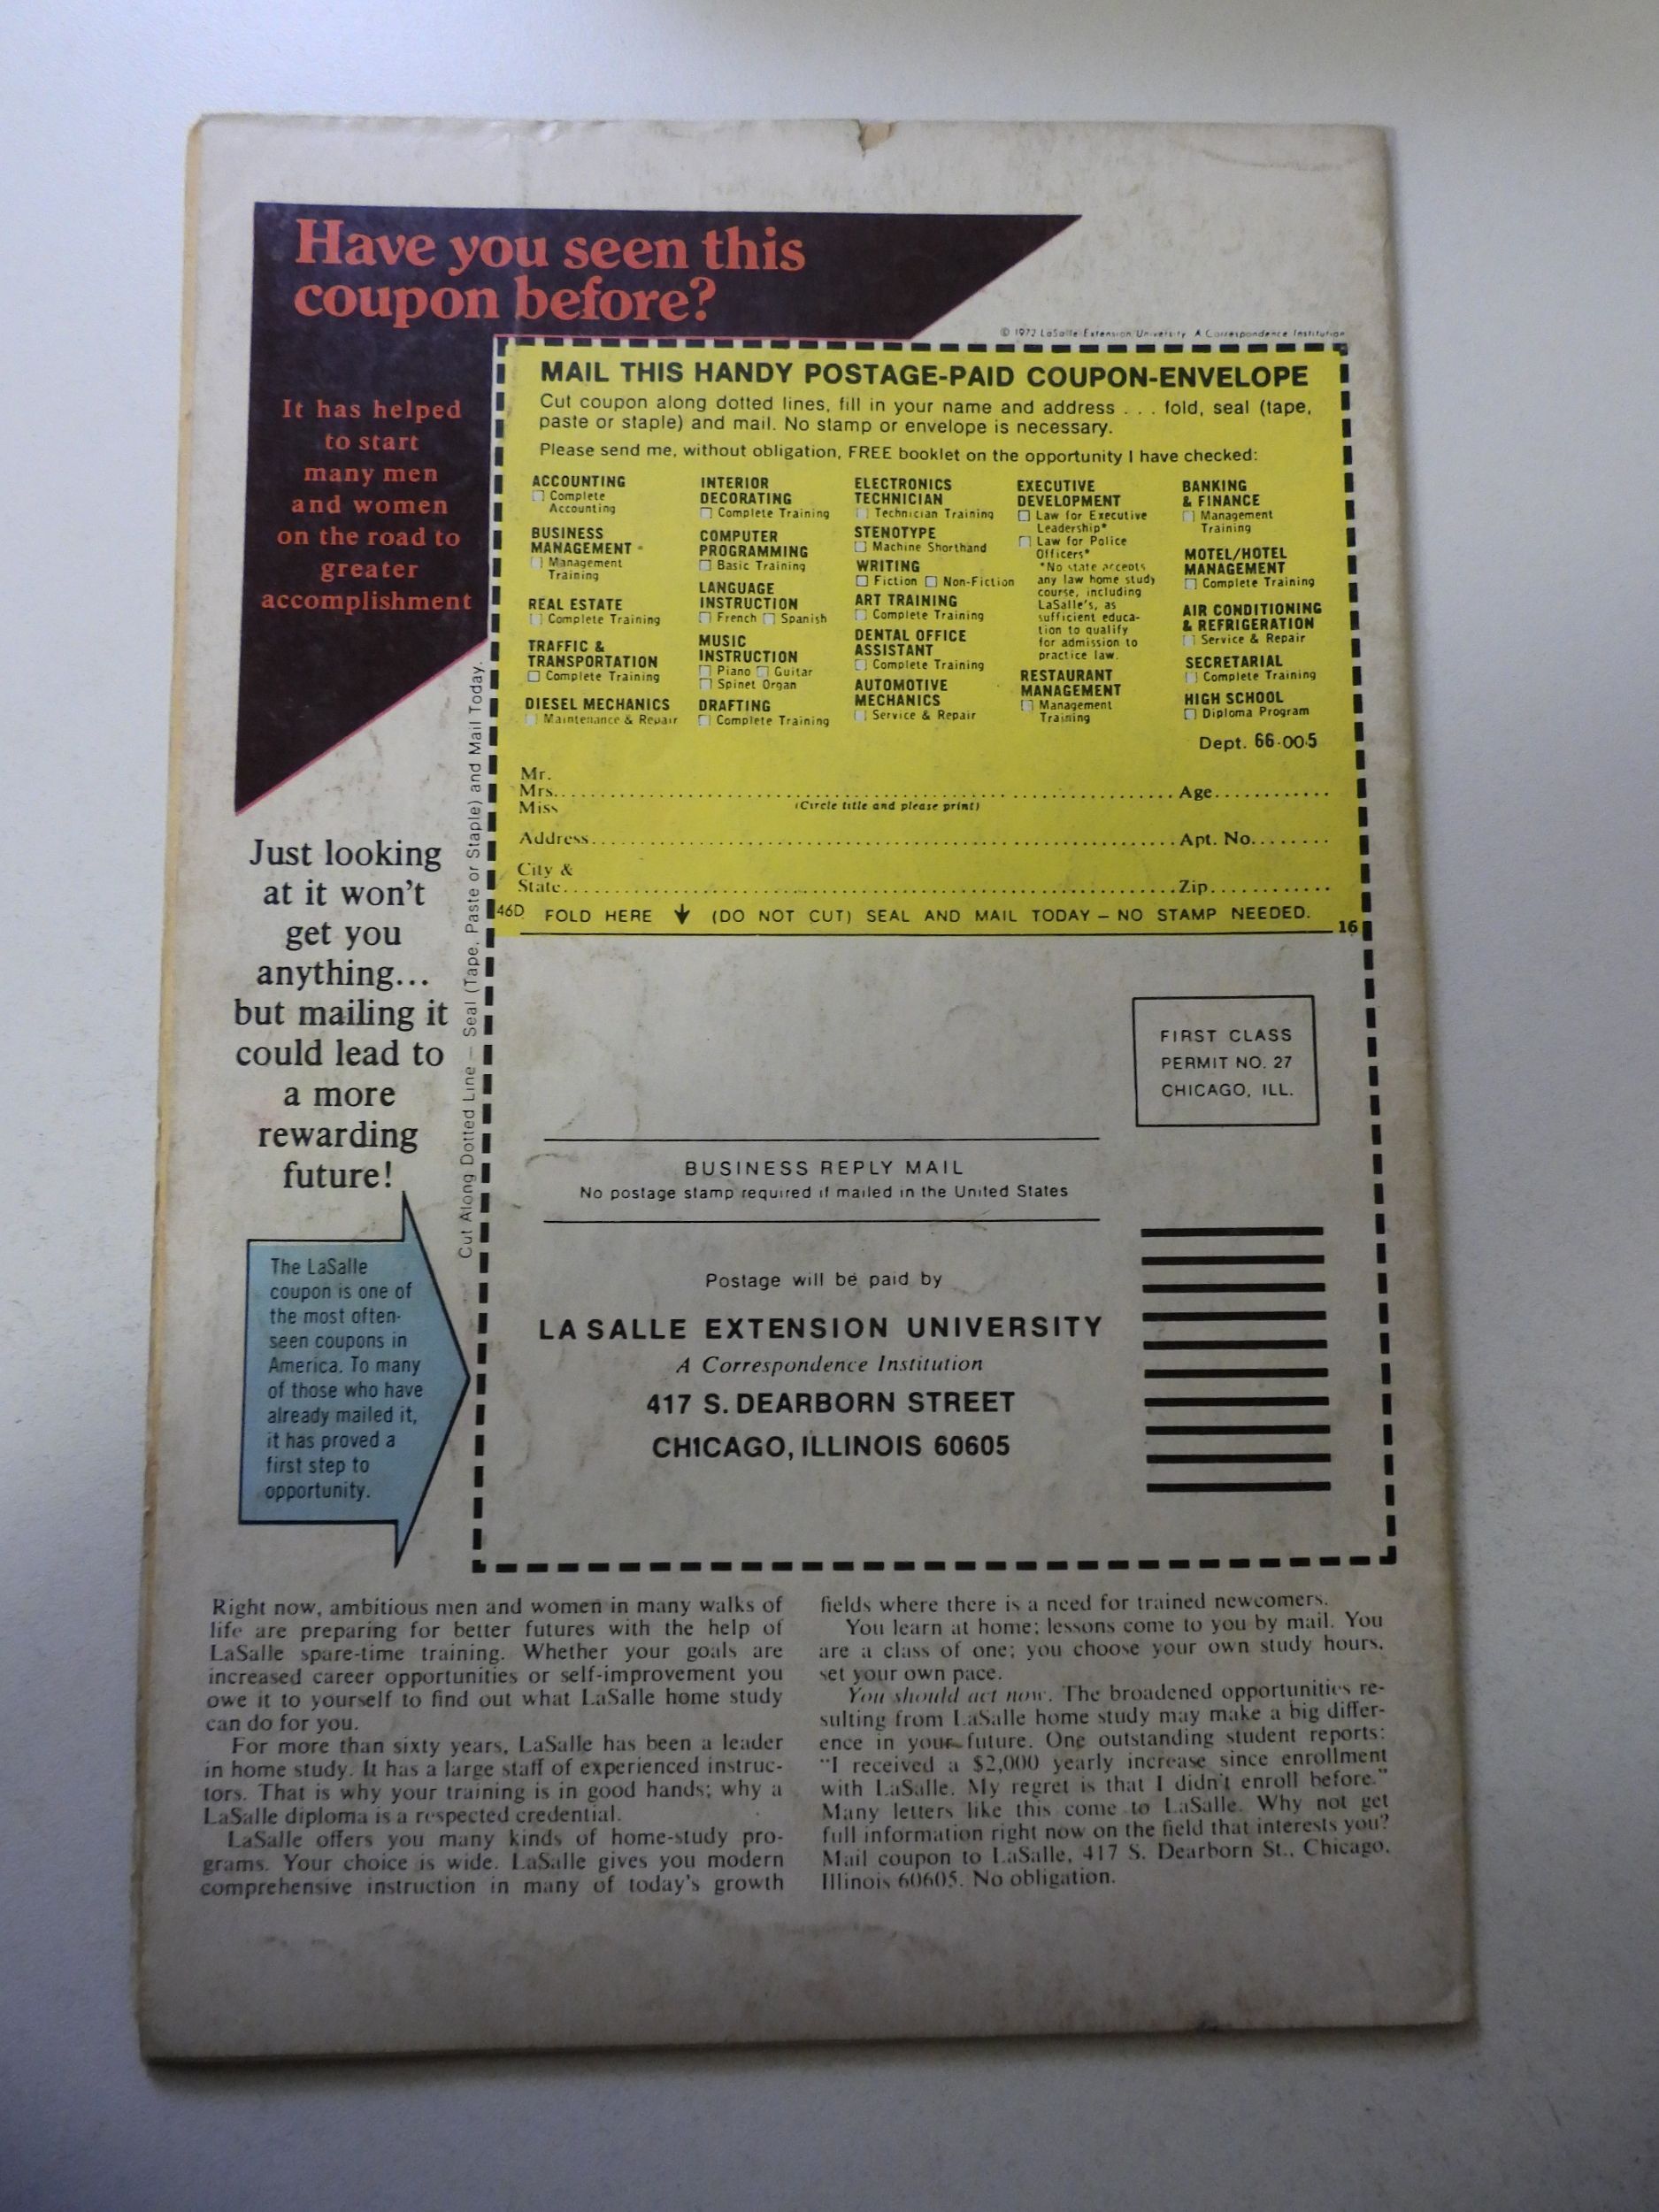 Have you seen this
coupon before?
It has helped
to start
many men
and women
on the road to
greater
accomplishment
© 1972 LaSalle Extension University A Correspondence Institution
MAIL THIS HANDY POSTAGE-PAID COUPON-ENVELOPE
Cut coupon along dotted lines, fill in your name and address . . . fold, seal (tape,
paste or staple) and mail. No stamp or envelope is necessary.
Please send me, without obligation, FREE booklet on the opportunity I have checked:
ACCOUNTING
Complete
Accounting
BUSINESS
MANAGEMENT
Management
Training
REAL ESTATE
Complete Training
TRAFFIC &
TRANSPORTATION
Complete Training
DIESEL MECHANICS
Maintenance & Repair
INTERIOR
DECORATING
Complete Training
COMPUTER
PROGRAMMING
Basic Training
LANGUAGE
INSTRUCTION
French Spanish
MUSIC
INSTRUCTION
Piano Guitar
Spinet Organ
DRAFTING
Complete Training
ELECTRONICS
TECHNICIAN
Technician Training
STENOTYPE
Machine Shorthand
WRITING
Fiction Non-Fiction
ART TRAINING
Complete Training
DENTAL OFFICE
ASSISTANT
Complete Training
AUTOMOTIVE
MECHANICS
Service & Repair
EXECUTIVE
DEVELOPMENT
Law for Executive
Leadership*
Law for Police
Officers*
*No state accepts
any law home study
course, including
LaSalle's, as
sufficient educa-
tion to qualify
for admission to
practice law.
RESTAURANT
MANAGEMENT
Management
Training
BANKING
& FINANCE
Management
Training
MOTEL/HOTEL
MANAGEMENT
Complete Training
AIR CONDITIONING
& REFRIGERATION
Service & Repair
SECRETARIAL
Complete Training
HIGH SCHOOL
Diploma Program
Dept. 66-005
Mr.
Mrs. Age
Miss (Circle title and please print)
Address Apt. No.
City &
State Zip
46D FOLD HERE (DO NOT CUT) SEAL AND MAIL TODAY – NO STAMP NEEDED.
16
Cut Along Dotted Line — Seal (Tape, Paste or Staple) and Mail Today.
Just looking
at it won't
get you
anything...
but mailing it
could lead to
a more
rewarding
future!
The LaSalle
coupon is one of
the most often-
seen coupons in
America. To many
of those who have
already mailed it,
it has proved a
first step to
opportunity.
FIRST CLASS
PERMIT NO. 27
CHICAGO, ILL.
BUSINESS REPLY MAIL
No postage stamp required if mailed in the United States
Postage will be paid by
LA SALLE EXTENSION UNIVERSITY
A Correspondence Institution
417 S. DEARBORN STREET
CHICAGO, ILLINOIS 60605
Right now, ambitious men and women in many walks of
life are preparing for better futures with the help of
LaSalle spare-time training. Whether your goals are
increased career opportunities or self-improvement you
owe it to yourself to find out what LaSalle home study
can do for you.
For more than sixty years, LaSalle has been a leader
in home study. It has a large staff of experienced instruc-
tors. That is why your training is in good hands; why a
LaSalle diploma is a respected credential.
LaSalle offers you many kinds of home-study pro-
grams. Your choice is wide. LaSalle gives you modern
comprehensive instruction in many of today's growth
fields where there is a need for trained newcomers.
You learn at home; lessons come to you by mail. You
are a class of one; you choose your own study hours,
set your own pace.
You should act now. The broadened opportunities re-
sulting from LaSalle home study may make a big differ-
ence in your future. One outstanding student reports:
"I received a $2,000 yearly increase since enrollment
with LaSalle. My regret is that I didn't enroll before."
Many letters like this come to LaSalle. Why not get
full information right now on the field that interests you?
Mail coupon to LaSalle, 417 S. Dearborn St., Chicago,
Illinois 60605. No obligation.